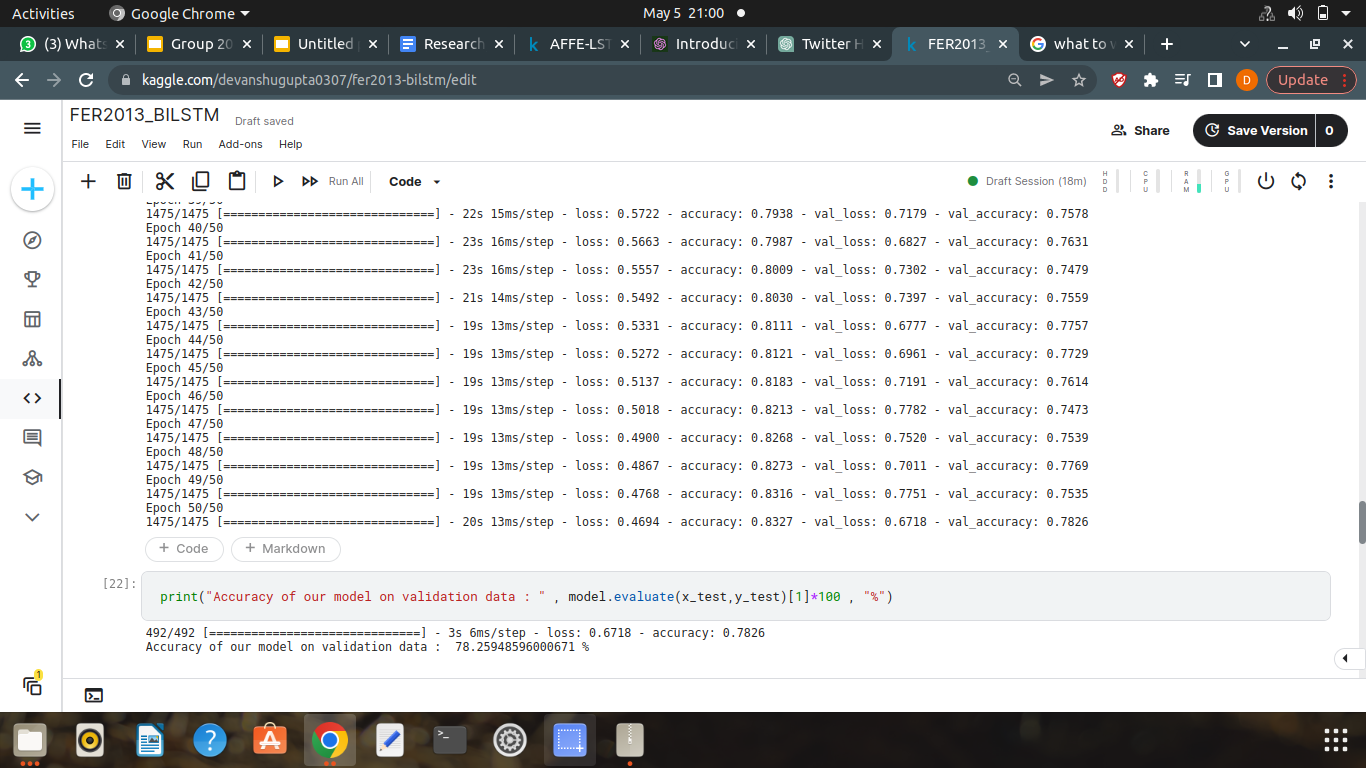 Activities
Google Chrome
May 5 21:00
(3) Whats
Group 20
Untitled
Research
AFFE-LST
Introduc
Twitter H
FER2013_
what to w
kaggle.com/devanshugupta0307/fer2013-bilstm/edit
D
Update
FER2013_BILSTM
Draft saved
File Edit View Run Add-ons Help
Share
Save Version
0
Run All
Code
Draft Session (18m)
HDD
CPU
RAM
GPU
Epoch 39/50
1475/1475 [==============================] - 22s 15ms/step - loss: 0.5722 - accuracy: 0.7938 - val_loss: 0.7179 - val_accuracy: 0.7578
Epoch 40/50
1475/1475 [==============================] - 23s 16ms/step - loss: 0.5663 - accuracy: 0.7987 - val_loss: 0.6827 - val_accuracy: 0.7631
Epoch 41/50
1475/1475 [==============================] - 23s 16ms/step - loss: 0.5557 - accuracy: 0.8009 - val_loss: 0.7302 - val_accuracy: 0.7479
Epoch 42/50
1475/1475 [==============================] - 21s 14ms/step - loss: 0.5492 - accuracy: 0.8030 - val_loss: 0.7397 - val_accuracy: 0.7559
Epoch 43/50
1475/1475 [==============================] - 19s 13ms/step - loss: 0.5331 - accuracy: 0.8111 - val_loss: 0.6777 - val_accuracy: 0.7757
Epoch 44/50
1475/1475 [==============================] - 19s 13ms/step - loss: 0.5272 - accuracy: 0.8121 - val_loss: 0.6961 - val_accuracy: 0.7729
Epoch 45/50
1475/1475 [==============================] - 19s 13ms/step - loss: 0.5137 - accuracy: 0.8183 - val_loss: 0.7191 - val_accuracy: 0.7614
Epoch 46/50
1475/1475 [==============================] - 19s 13ms/step - loss: 0.5018 - accuracy: 0.8213 - val_loss: 0.7782 - val_accuracy: 0.7473
Epoch 47/50
1475/1475 [==============================] - 19s 13ms/step - loss: 0.4900 - accuracy: 0.8268 - val_loss: 0.7520 - val_accuracy: 0.7539
Epoch 48/50
1475/1475 [==============================] - 19s 13ms/step - loss: 0.4867 - accuracy: 0.8273 - val_loss: 0.7011 - val_accuracy: 0.7769
Epoch 49/50
1475/1475 [==============================] - 19s 13ms/step - loss: 0.4768 - accuracy: 0.8316 - val_loss: 0.7751 - val_accuracy: 0.7535
Epoch 50/50
1475/1475 [==============================] - 20s 13ms/step - loss: 0.4694 - accuracy: 0.8327 - val_loss: 0.6718 - val_accuracy: 0.7826
+ Code + Markdown
[22]:
print("Accuracy of our model on validation data : " , model.evaluate(x_test,y_test)[1]*100 , "%")
492/492 [==============================] - 3s 6ms/step - loss: 0.6718 - accuracy: 0.7826
Accuracy of our model on validation data :  78.25948596000671 %
1